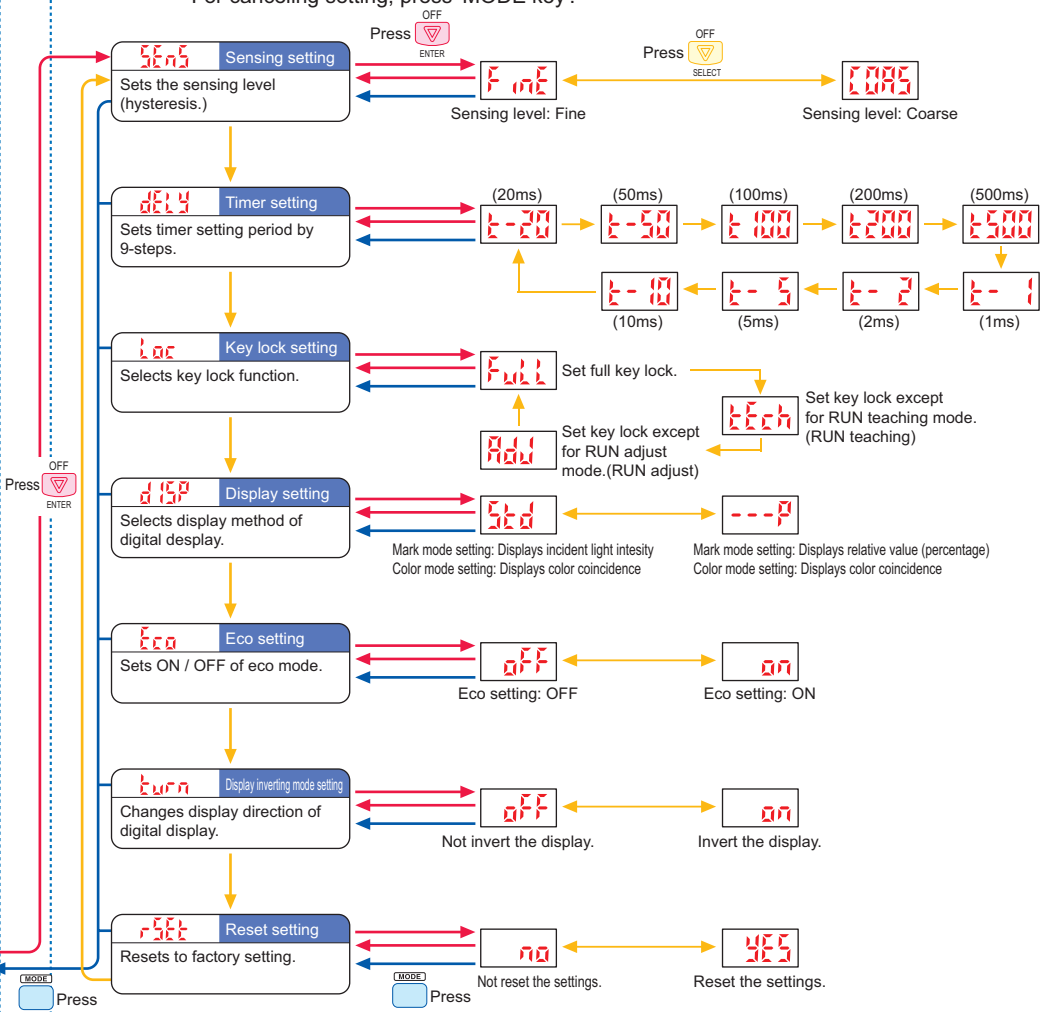 For canceling setting, press 'MODE key'.
OFF
Press
ENTER
OFF
Press
SELECT
SEnS Sensing setting
Sets the sensing level
(hysteresis.)
F inE
Sensing level: Fine
COAS
Sensing level: Coarse
dELY Timer setting
Sets timer setting period by
9-steps.
(20ms) (50ms) (100ms) (200ms) (500ms)
t-20 t-50 t 100 t200 t500
t- 10 t- 5 t- 2 t- 1
(10ms) (5ms) (2ms) (1ms)
Loc Key lock setting
Selects key lock function.
FuLL
Set full key lock.
tEch
Set key lock except
for RUN teaching mode.
(RUN teaching)
Adj
Set key lock except
for RUN adjust
mode.(RUN adjust)
OFF
Press
ENTER
d ISP Display setting
Selects display method of
digital desplay.
Std
---P
Mark mode setting: Displays incident light intesity
Color mode setting: Displays color coincidence
Mark mode setting: Displays relative value (percentage)
Color mode setting: Displays color coincidence
Eco Eco setting
Sets ON / OFF of eco mode.
oFF
Eco setting: OFF
on
Eco setting: ON
turn Display inverting mode setting
Changes display direction of
digital display.
oFF
Not invert the display.
on
Invert the display.
rSEt Reset setting
Resets to factory setting.
no
Not reset the settings.
YES
Reset the settings.
MODE
Press
MODE
Press